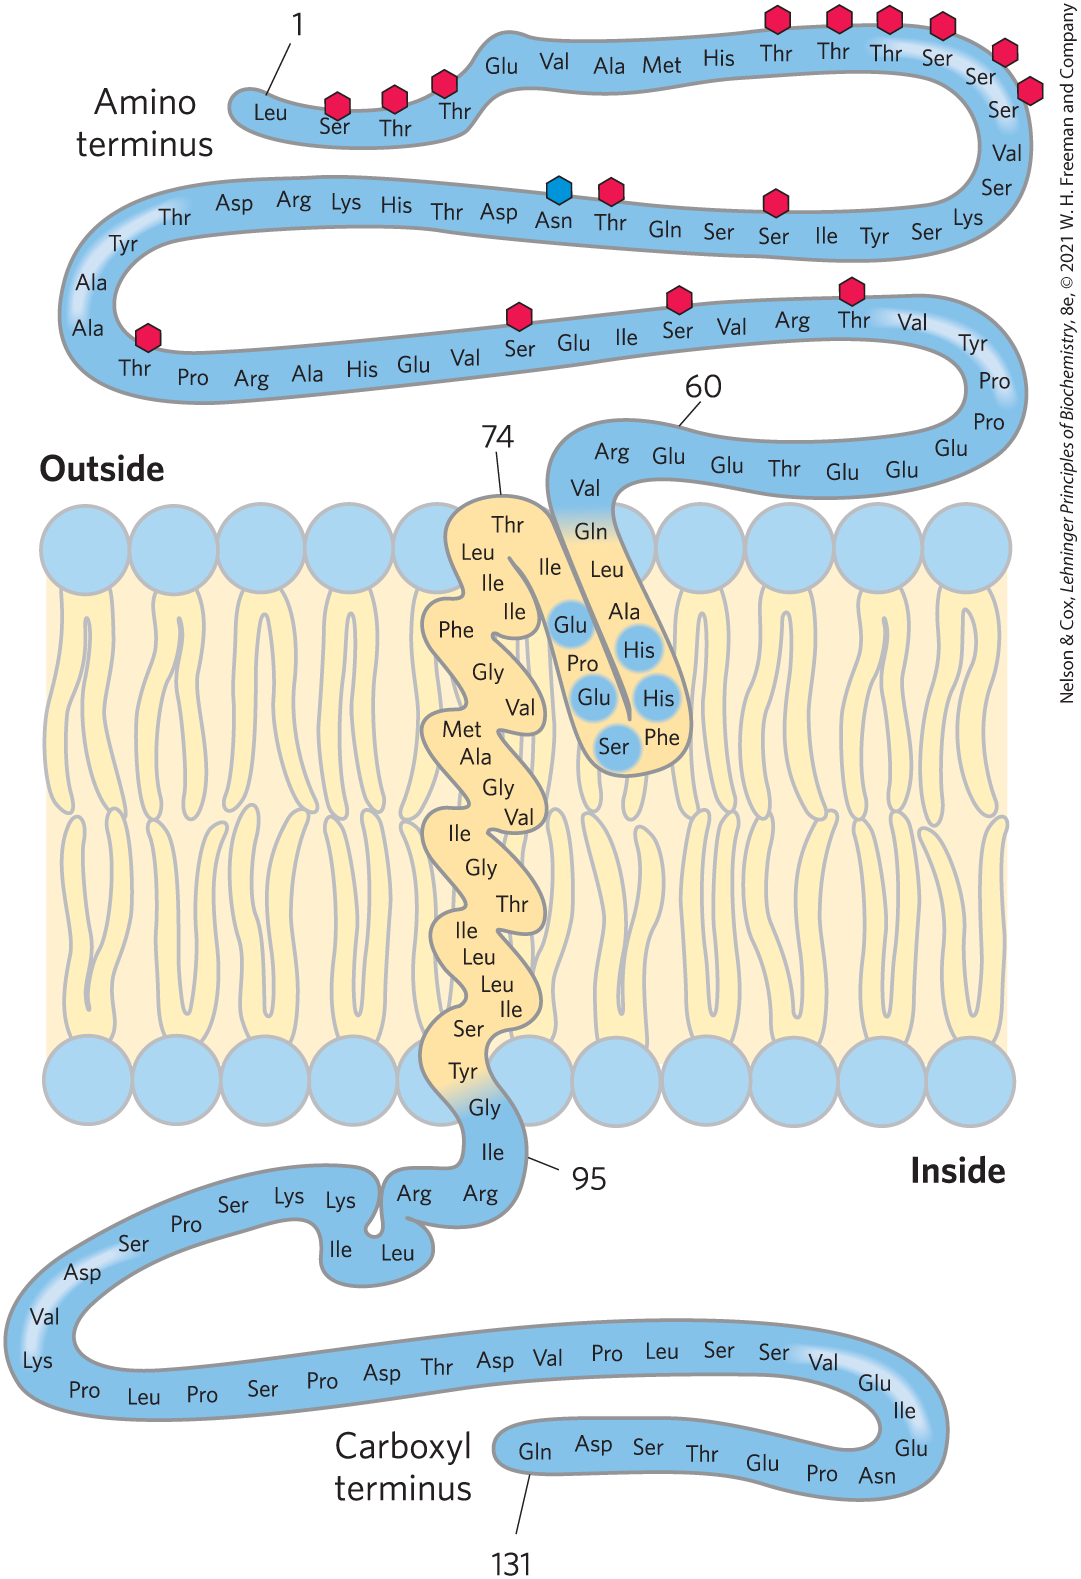 1
Amino
terminus
Leu Ser Thr Thr Glu Val Ala Met His Thr Thr Thr Ser Ser Ser Val Ser Lys
Ser Tyr Ile Ser Ser Gln Thr Asn Asp Thr His Lys Arg Asp Thr Tyr Ala Ala
Thr Pro Arg Ala His Glu Val Ser Glu Ile Ser Val Arg Thr Val Tyr Pro Pro
60
Glu Glu Glu Thr Glu Glu Arg Val
Outside
74
Gln Leu Ala His His Phe Ser Glu Pro Glu Ile
Thr
Leu
Ile
Ile
Phe
Gly
Val
Met
Ala
Gly
Val
Ile
Gly
Thr
Ile
Leu
Leu
Ile
Ser
Tyr
Gly
Ile
95
Inside
Arg Arg Leu Ile Lys Lys Ser Pro Ser Asp Val Lys
Pro Leu Pro Ser Pro Asp Thr Asp Val Pro Leu Ser Ser Val Glu Ile Glu
Asn Pro Glu Thr Ser Asp Gln
Carboxyl
terminus
131
Nelson & Cox, Lehninger Principles of Biochemistry, 8e, © 2021 W. H. Freeman and Company